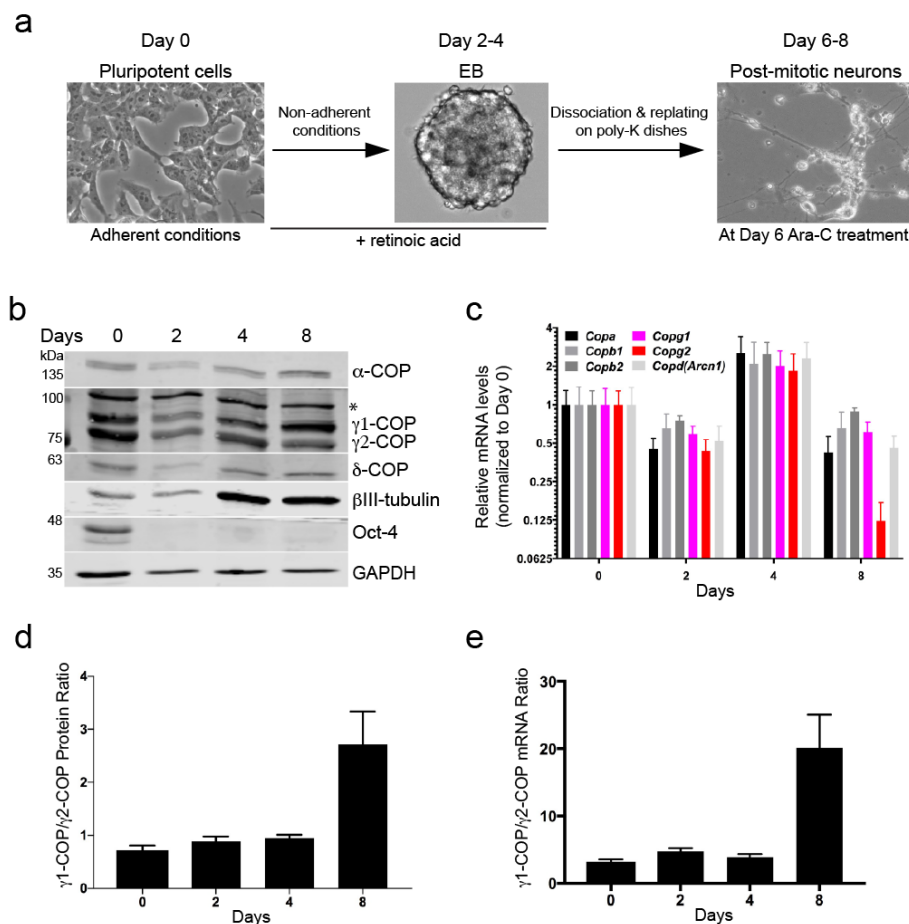 a
Day 0
Day 2-4
Day 6-8
Pluripotent cells
EB
Post-mitotic neurons
Non-adherent
conditions
Dissociation & replating
on poly-K dishes
Adherent conditions
+ retinoic acid
At Day 6 Ara-C treatment
b
Days 0 2 4 8
kDa
135
α-COP
100
*
γ1-COP
75
γ2-COP
63
δ-COP
βIII-tubulin
48
Oct-4
35
GAPDH
c
Relative mRNA levels
(normalized to Day 0)
4
2
1
0.5
0.25
0.125
0.0625
Copa
Copb1
Copb2
Copg1
Copg2
Copd(Arcn1)
0 2 4 8
Days
d
γ1-COP/γ2-COP Protein Ratio
4
3
2
1
0
0 2 4 8
Days
e
γ1-COP/γ2-COP mRNA Ratio
30
20
10
0
0 2 4 8
Days